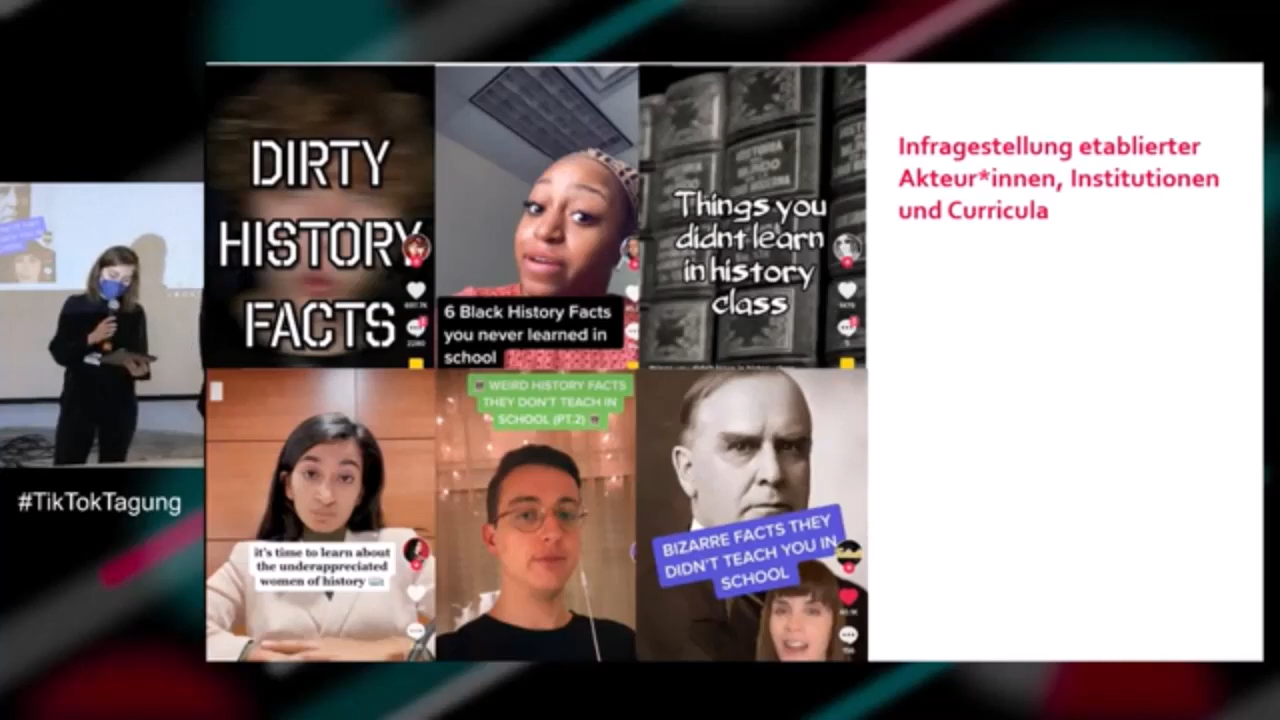 DIRTY
HISTORY
FACTS
6 Black History Facts
you never learned in
school
Things you
didnt learn
in history
class
Infragestellung etablierter
Akteur*innen, Institutionen
und Curricula
#TikTokTagung
it's time to learn about
the underappreciated
women of history
WEIRD HISTORY FACTS
THEY DON'T TEACH IN
SCHOOL (PT.2)
BIZARRE FACTS THEY
DIDN'T TEACH YOU IN
SCHOOL